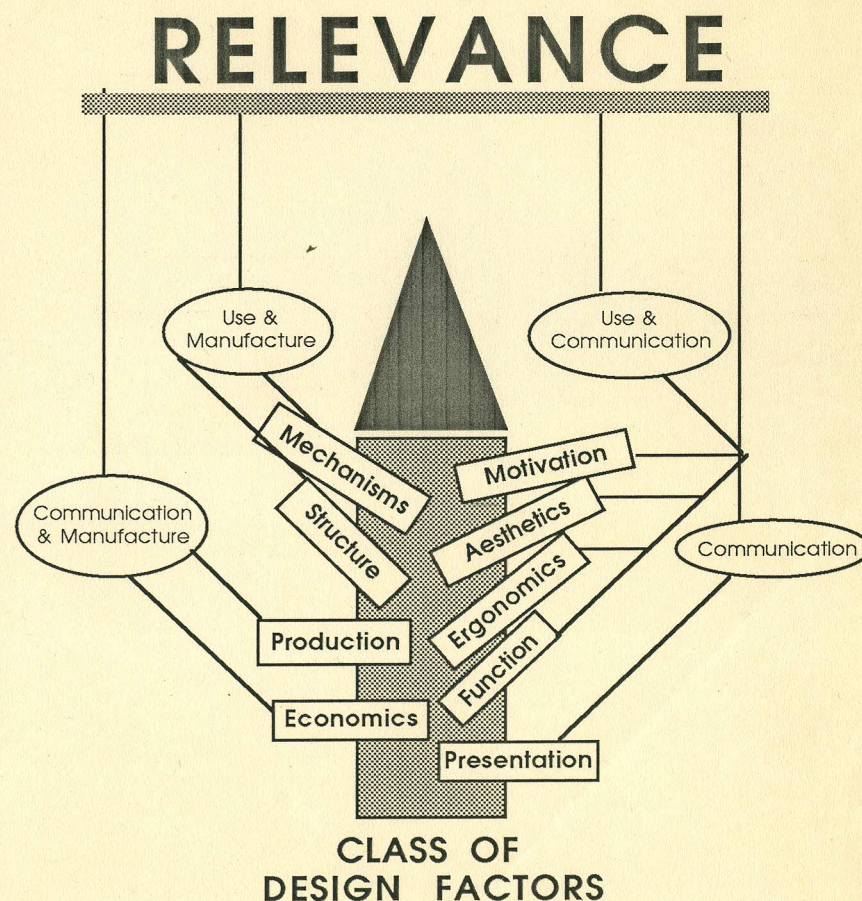 RELEVANCE
Use &
Manufacture
Use &
Communication
Mechanisms
Motivation
Communication
& Manufacture
Structure
Aesthetics
Communication
Ergonomics
Production
Function
Economics
Presentation
CLASS OF
DESIGN FACTORS